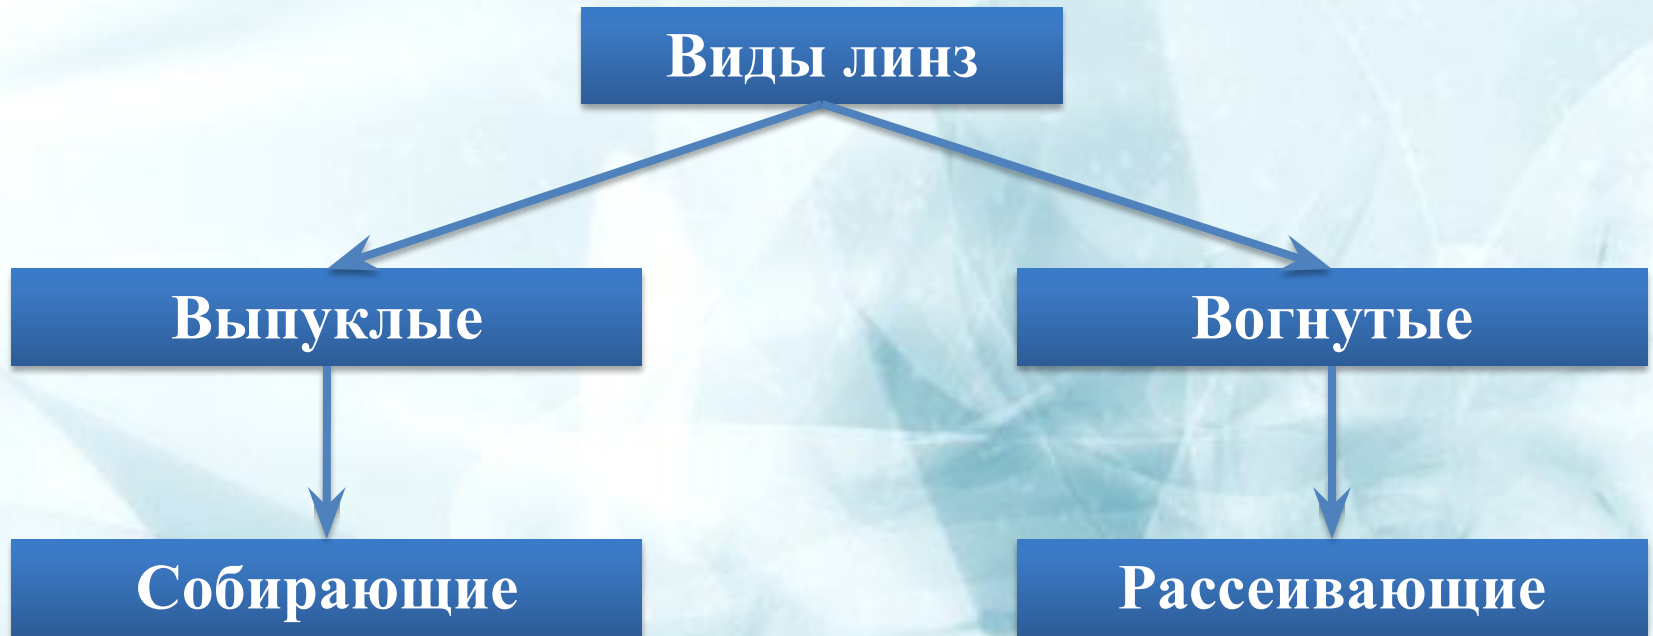 Виды линз
Выпуклые
Вогнутые
Собирающие
Рассеивающие